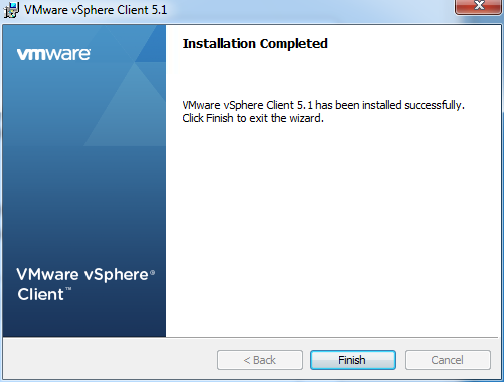 VMware vSphere Client 5.1
vmware
Installation Completed
VMware vSphere Client 5.1 has been installed successfully.
Click Finish to exit the wizard.
VMware vSphere®
Client™
< Back
Finish
Cancel